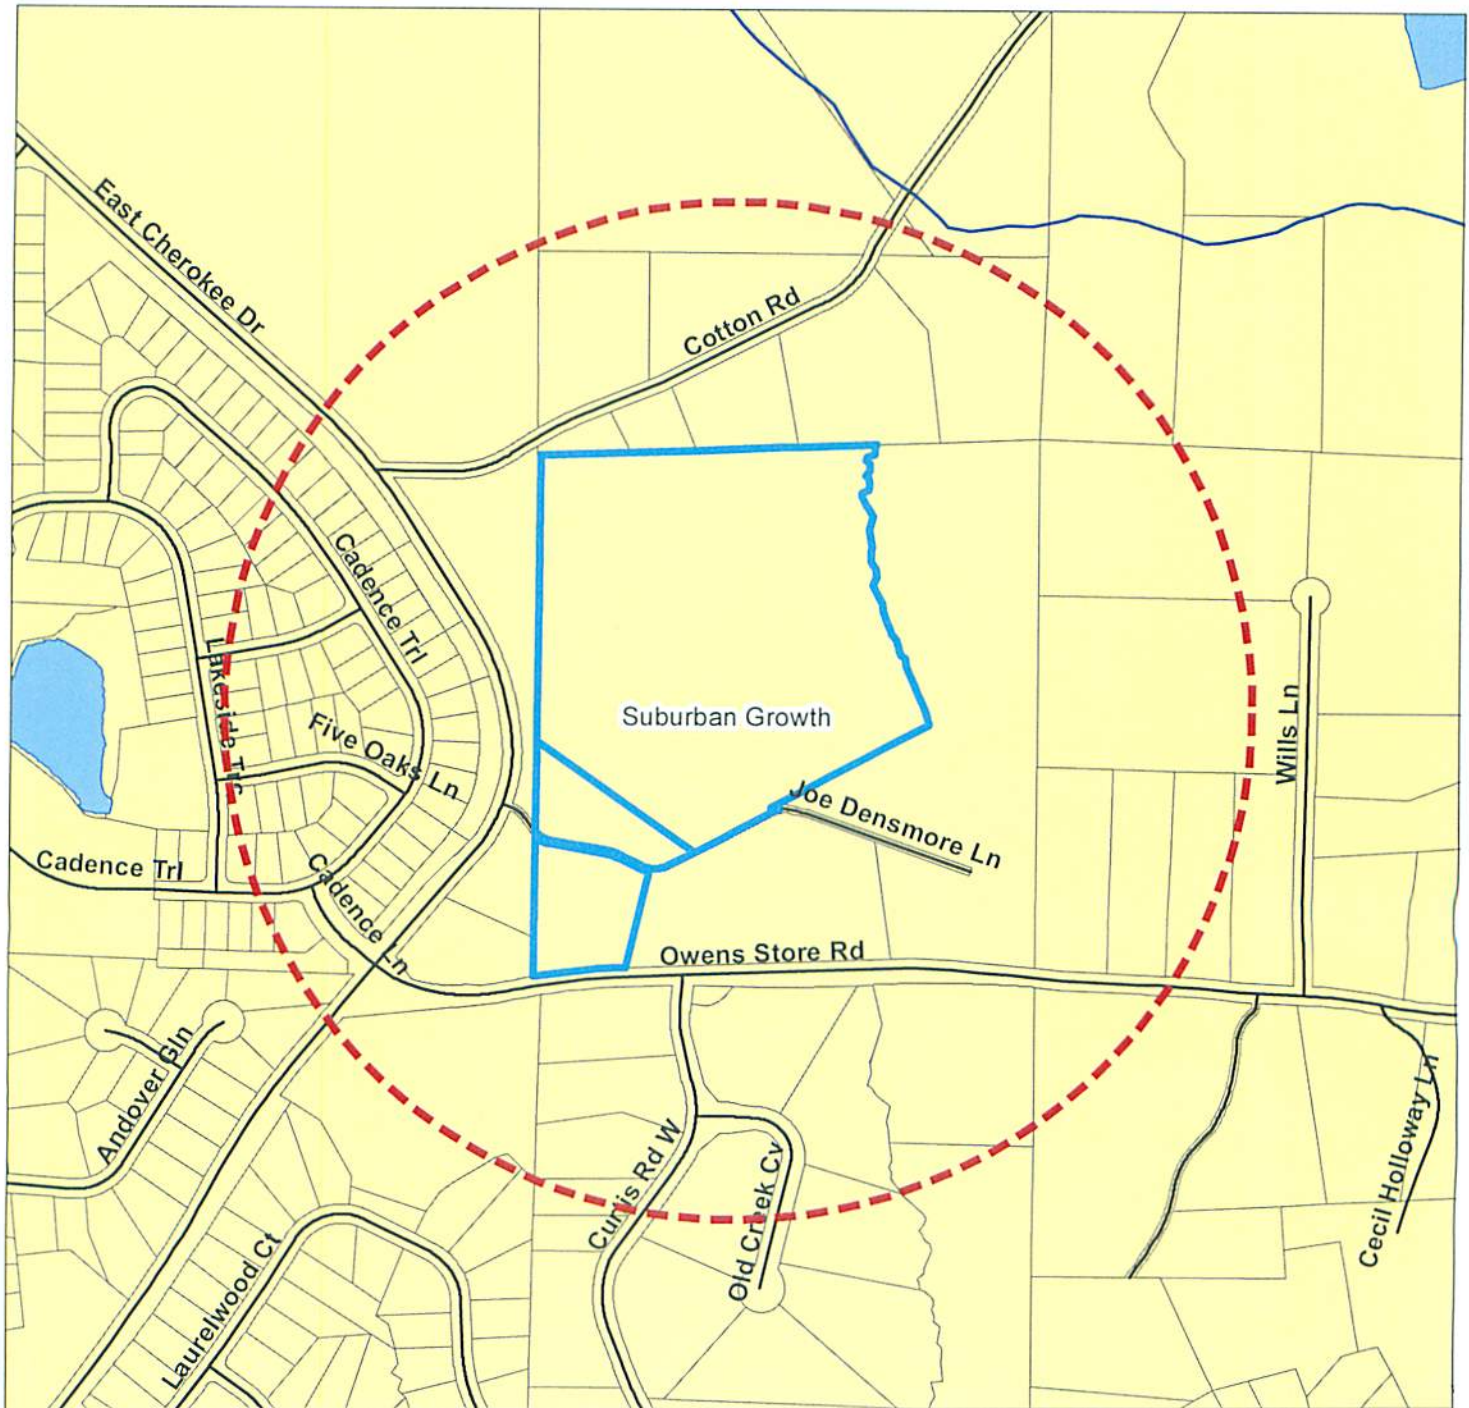 East Cherokee Dr
Cotton Rd
Cadence Trl
Lakeside Trc
Suburban Growth
Five Oaks Ln
Wills Ln
Joe Densmore Ln
Cadence Trl
Cadence Ln
Owens Store Rd
Andover Gln
Curtis Rd W
Old Creek Cv
Cecil Holloway Ln
Laurelwood Ct